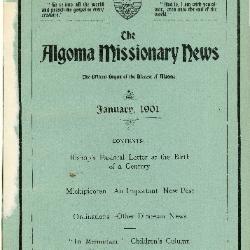 "Go ye into all the world
and preach the gospel to every
creature."
"And lo, I am with you al-
way, even unto the end of the
world."
The
Algoma Missionary News
The Official Organ of the Diocese of Algoma
January, 1901
CONTENTS:
Bishop's Pastoral Letter at the Birth
of a Century
Michipicoten An Important New Post
Ordinations Other Diocesan News
"In Memoriam" Children's Column